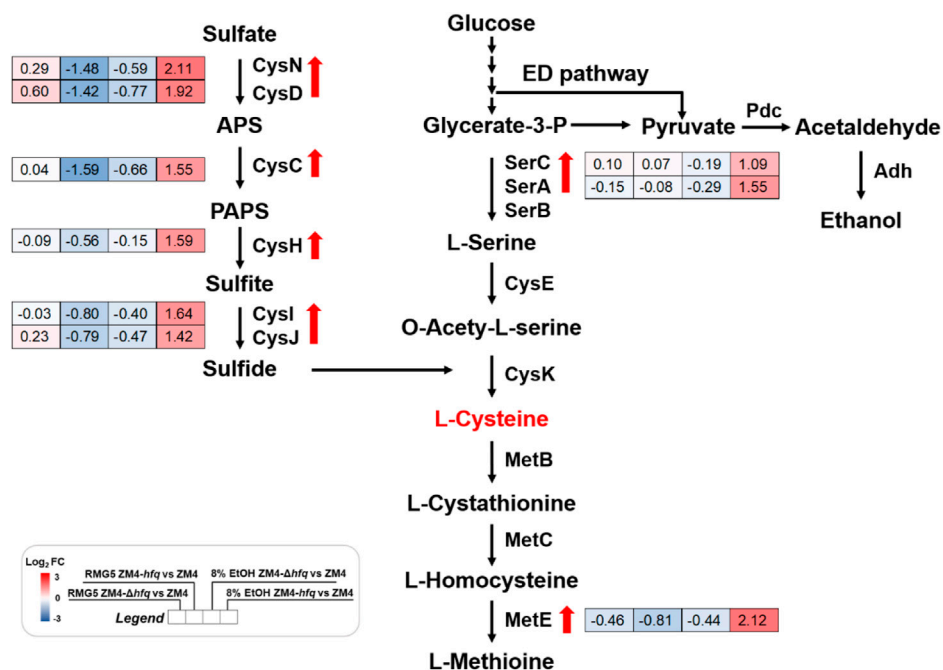 Sulfate
0.29 -1.48 -0.59 2.11 CysN
0.60 -1.42 -0.77 1.92 CysD
APS
0.04 -1.59 -0.66 1.55 CysC
PAPS
-0.09 -0.56 -0.15 1.59 CysH
Sulfite
-0.03 -0.80 -0.40 1.64 CysI
0.23 -0.79 -0.47 1.42 CysJ
Sulfide
Glucose
ED pathway
Glycerate-3-P Pyruvate Pdc Acetaldehyde
SerC 0.10 0.07 -0.19 1.09
SerA -0.15 -0.08 -0.29 1.55
SerB
Adh
Ethanol
L-Serine
CysE
O-Acety-L-serine
CysK
L-Cysteine
MetB
L-Cystathionine
MetC
L-Homocysteine
MetE -0.46 -0.81 -0.44 2.12
L-Methioine
Log2 FC
3
0
-3
RMG5 ZM4-hfq vs ZM4
8% EtOH ZM4-Δhfq vs ZM4
RMG5 ZM4-Δhfq vs ZM4
8% EtOH ZM4-hfq vs ZM4
Legend